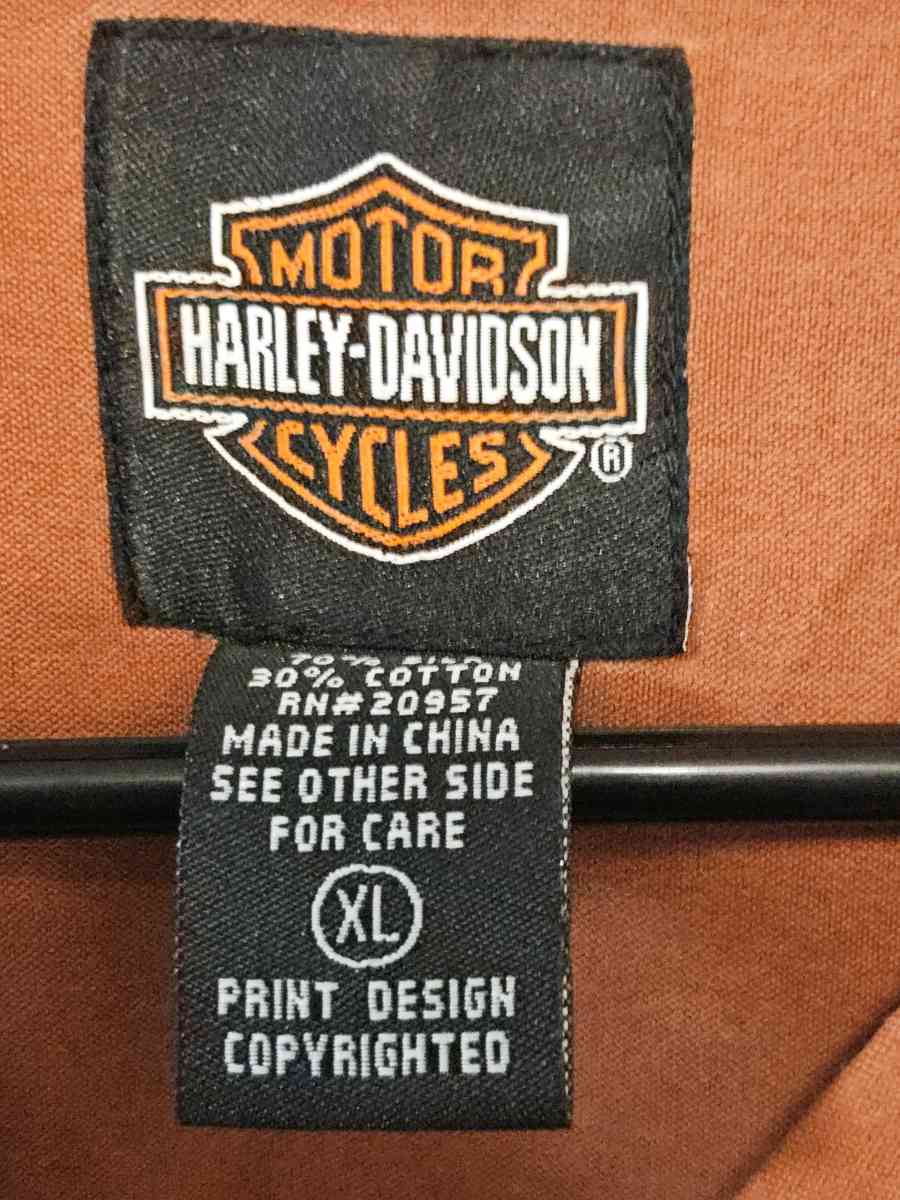 MOTOR
HARLEY-DAVIDSON
CYCLES
®
30% COTTON
RN#20957
MADE IN CHINA
SEE OTHER SIDE
FOR CARE
XL
PRINT DESIGN
COPYRIGHTED